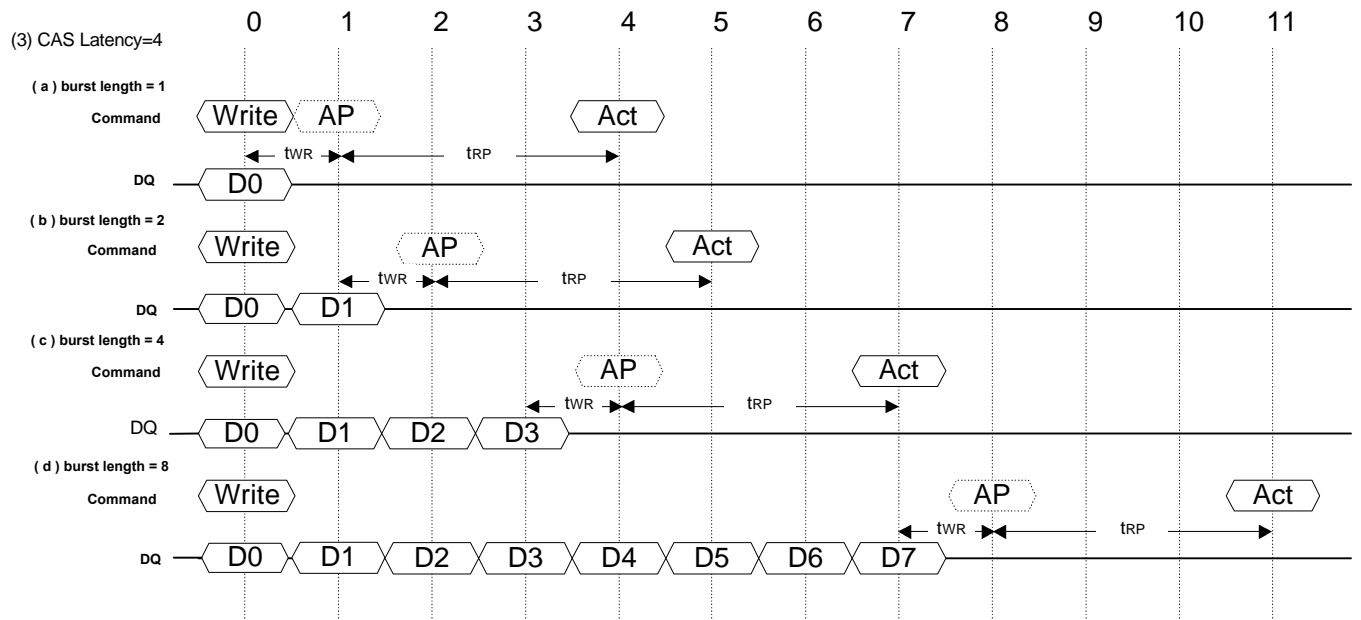 0 1 2 3 4 5 6 7 8 9 10 11
(3) CAS Latency=4
( a ) burst length = 1
Command Write AP Act
tWR tRP
DQ D0
( b ) burst length = 2
Command Write AP Act
tWR tRP
DQ D0 D1
( c ) burst length = 4
Command Write AP Act
tWR tRP
DQ D0 D1 D2 D3
( d ) burst length = 8
Command Write AP Act
tWR tRP
DQ D0 D1 D2 D3 D4 D5 D6 D7